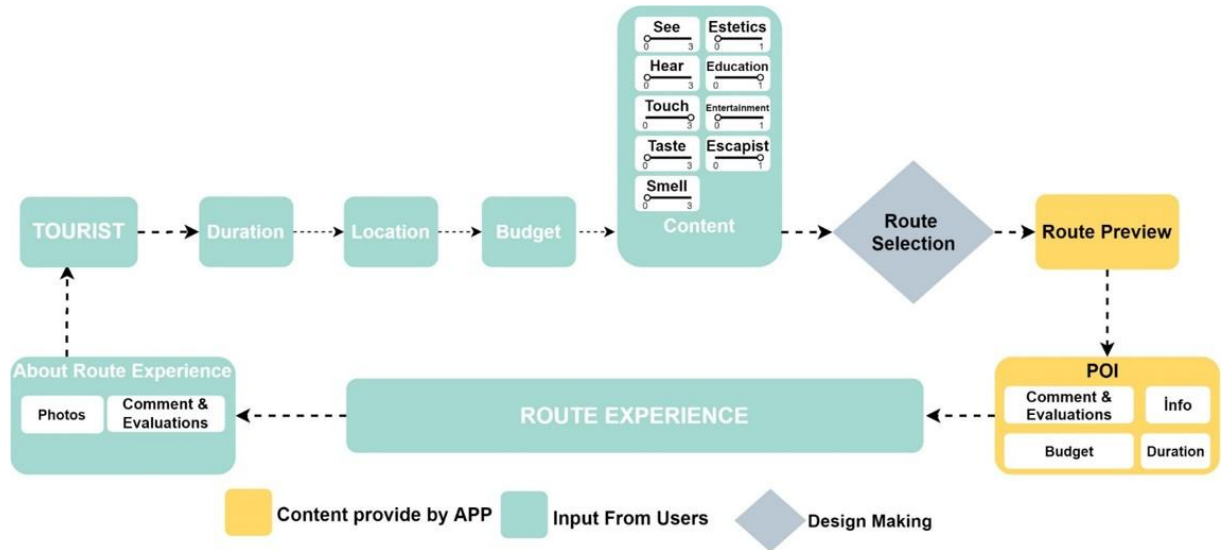 See
0 3
Estetics
0 1
Hear
0 3
Education
0 1
Touch
0 3
Entertainment
0 1
Taste
0 3
Escapist
0 1
Smell
0 3
Content
TOURIST
Duration
Location
Budget
Route
Selection
Route Preview
About Route Experience
Photos
Comment &
Evaluations
ROUTE EXPERIENCE
POI
Comment &
Evaluations
İnfo
Budget
Duration
Content provide by APP
Input From Users
Design Making